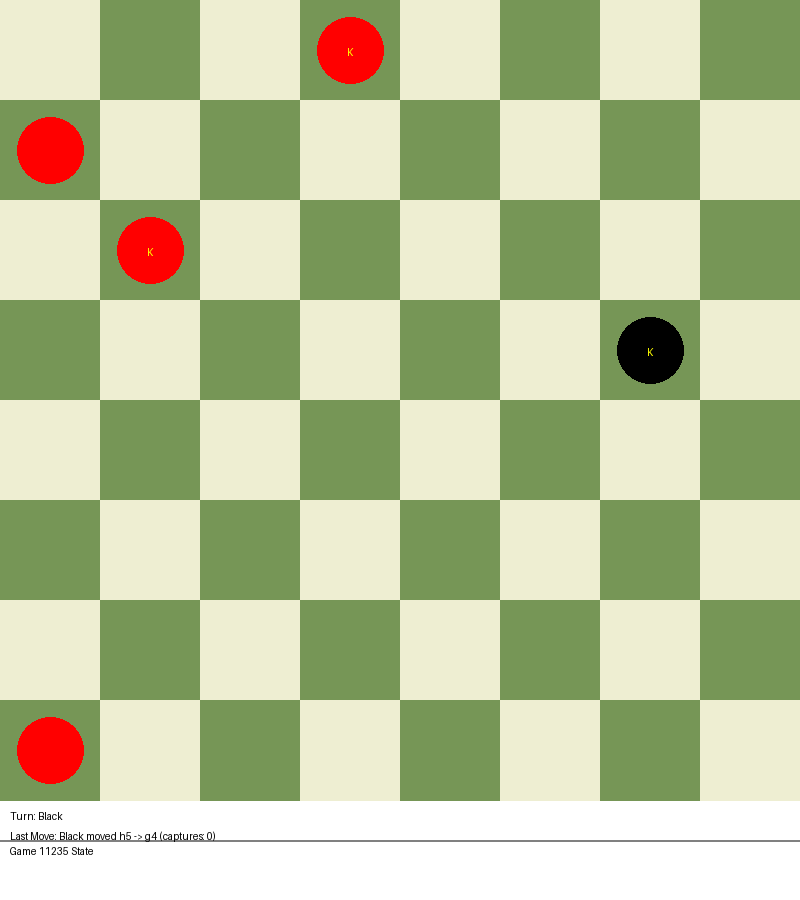 K
K
K
Turn: Black
Last Move: Black moved h5 -> g4 (captures: 0)
Game 11235 State